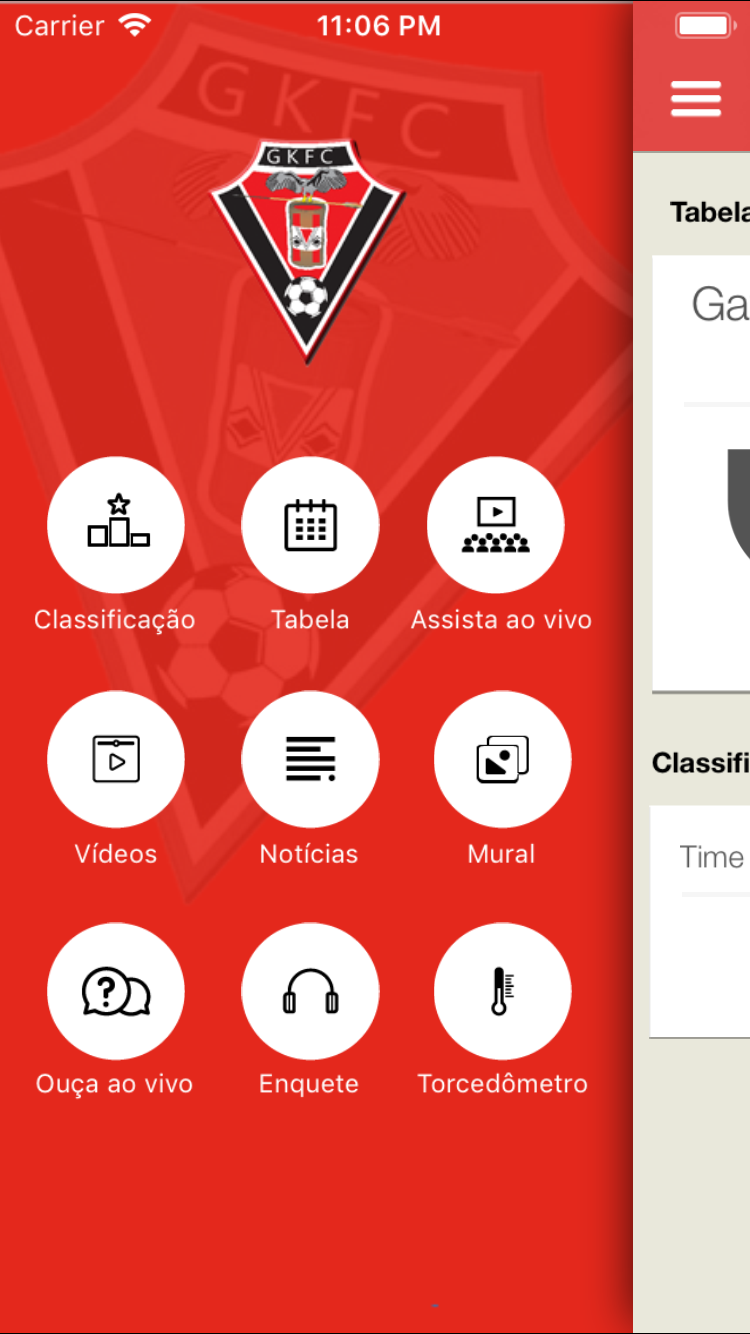 Carrier 11:06 PM
GKFC
GKFC
Tabela
Ga
Classificação Tabela Assista ao vivo
Classifi
Vídeos Notícias Mural
Time
Ouça ao vivo Enquete Torcedômetro